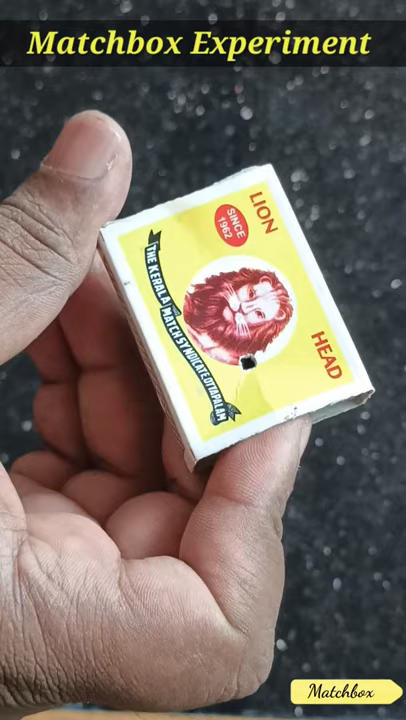 Matchbox Experiment
LION
SINCE
1962
HEAD
THE KERALA MATCH SYNDICATE OTTAPALAM
Matchbox